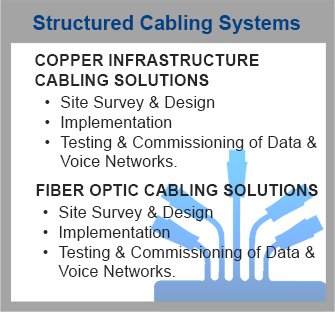 Structured Cabling Systems
COPPER INFRASTRUCTURE
CABLING SOLUTIONS
• Site Survey & Design
• Implementation
• Testing & Commissioning of Data &
Voice Networks.
FIBER OPTIC CABLING SOLUTIONS
• Site Survey & Design
• Implementation
• Testing & Commissioning of Data &
Voice Networks.